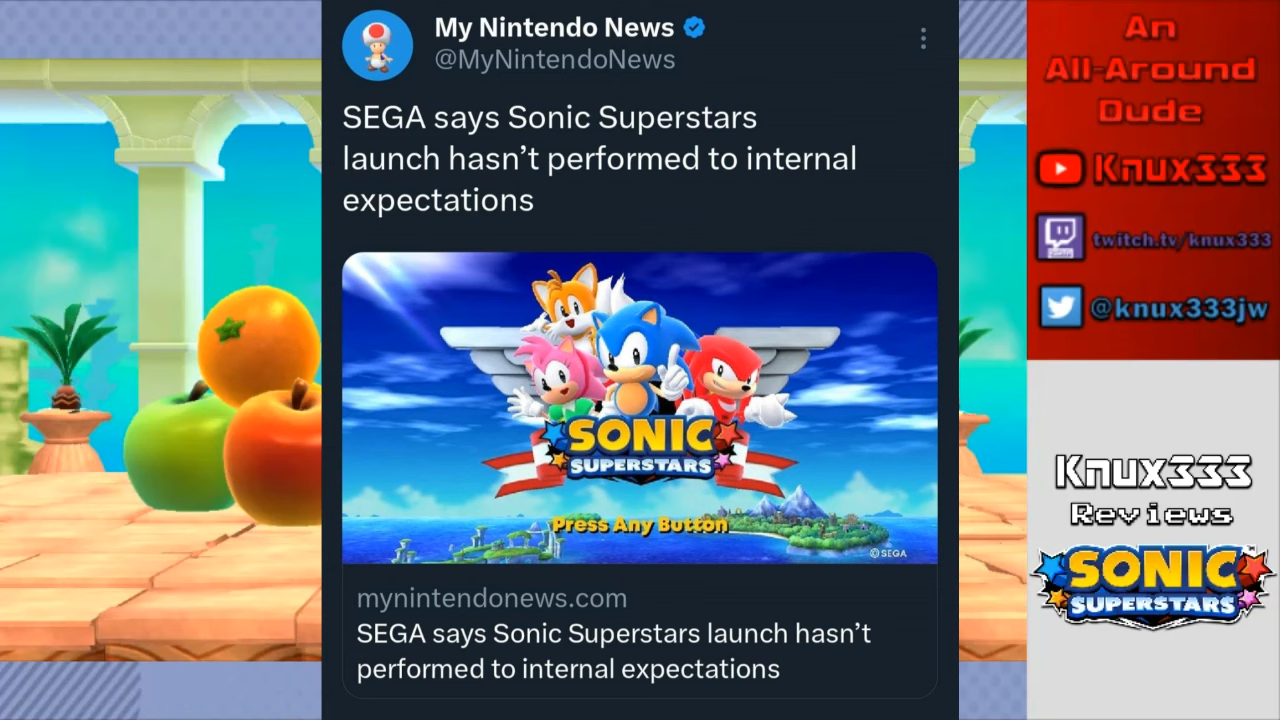 My Nintendo News
@MyNintendoNews
SEGA says Sonic Superstars
launch hasn't performed to internal
expectations
SONIC
SUPERSTARS
Press Any Button
©SEGA
mynintendonews.com
SEGA says Sonic Superstars launch hasn't
performed to internal expectations
An
All-Around
Dude
Knux333
twitch.tv/knux333
@knux333jw
Knux333
Reviews
SONIC
SUPERSTARS